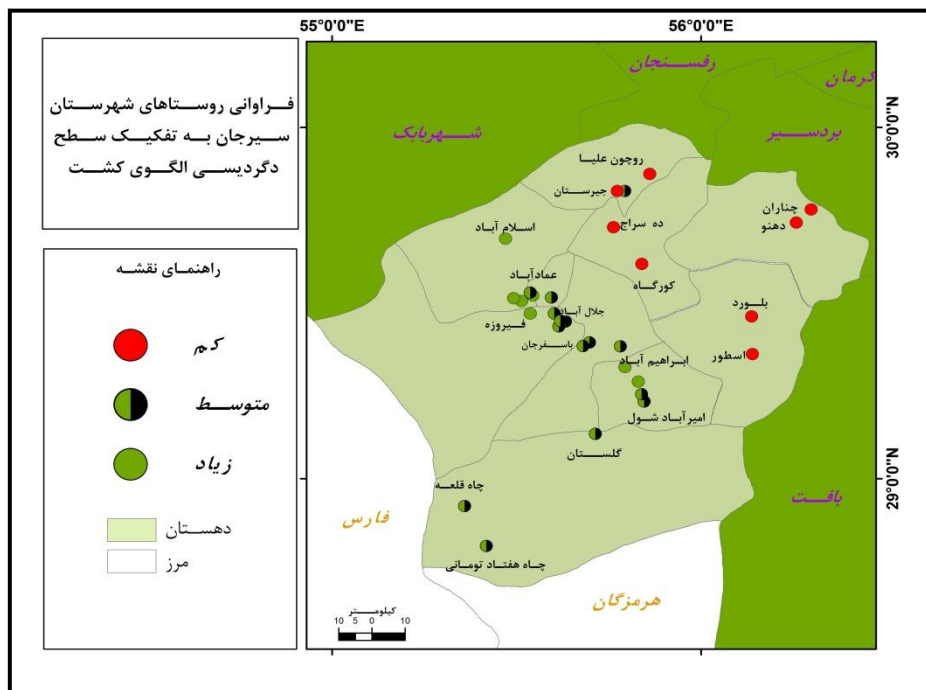 55°0'0"E
56°0'0"E
فراوانی روستاهای شهرستان
سیرجان به تفکیک سطح
دگردیسی الگوی کشت
راهنمای نقشه
کم
متوسط
زیاد
دهستان
مرز
رفسنجان
کرمان
شهربابک
بردسیر
30°0'0"N
روچون علیا
جیرستان
چناران
دهنو
ده سراج
اسلام آباد
کورگاه
عمادآباد
بلورد
جلال آباد
فیروزه
باسفرجان
اسطور
ابراهیم آباد
امیرآباد شول
گلستان
29°0'0"N
بافت
چاه قلعه
فارس
چاه هفتاد تومانی
هرمزگان
کیلومتر
10 5 0 10